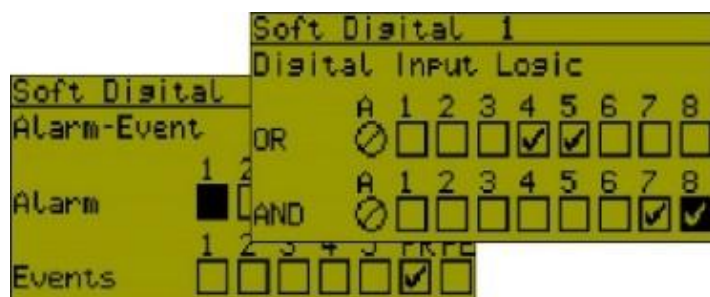 Soft Digital 1
Digital Input Logic
A 1 2 3 4 5 6 7 8
OR
A 1 2 3 4 5 6 7 8
AND
Soft Digital
Alarm-Event
1 2
Alarm
1 2 3 4 5 PR PE
Events